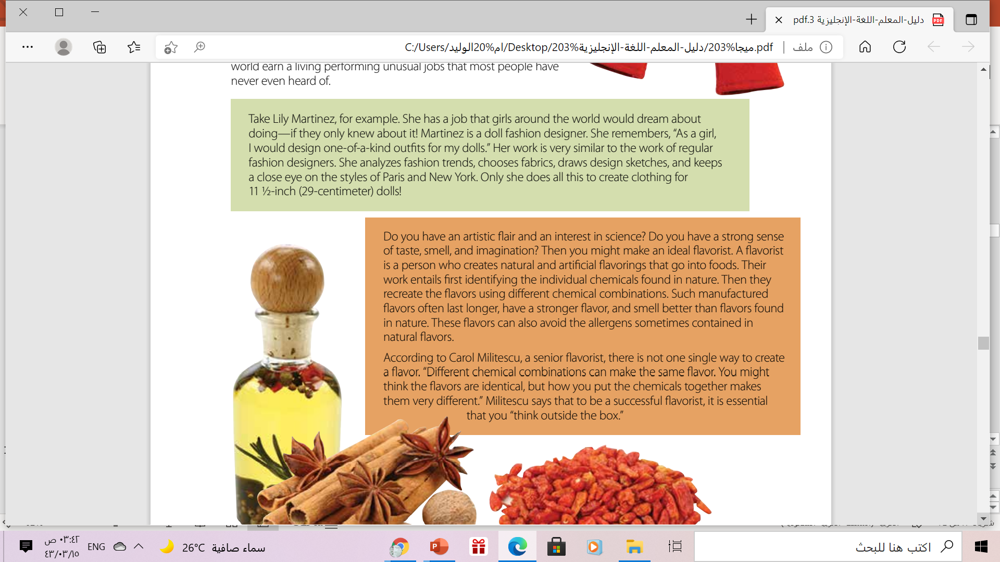 دليل-المعلم-اللغة-الإنجليزية 3.pdf
C:/Users/ام%20الوليد/Desktop/ميجا%203/دليل-المعلم-اللغة-الإنجليزية%203.pdf
ملف
world earn a living performing unusual jobs that most people have
never even heard of.
Take Lily Martinez, for example. She has a job that girls around the world would dream about
doing—if they only knew about it! Martinez is a doll fashion designer. She remembers, “As a girl,
I would design one-of-a-kind outfits for my dolls.” Her work is very similar to the work of regular
fashion designers. She analyzes fashion trends, chooses fabrics, draws design sketches, and keeps
a close eye on the styles of Paris and New York. Only she does all this to create clothing for
11 ½-inch (29-centimeter) dolls!
Do you have an artistic flair and an interest in science? Do you have a strong sense
of taste, smell, and imagination? Then you might make an ideal flavorist. A flavorist
is a person who creates natural and artificial flavorings that go into foods. Their
work entails first identifying the individual chemicals found in nature. Then they
recreate the flavors using different chemical combinations. Such manufactured
flavors often last longer, have a stronger flavor, and smell better than flavors found
in nature. These flavors can also avoid the allergens sometimes contained in
natural flavors.
According to Carol Militescu, a senior flavorist, there is not one single way to create
a flavor. “Different chemical combinations can make the same flavor. You might
think the flavors are identical, but how you put the chemicals together makes
them very different.” Militescu says that to be a successful flavorist, it is essential
that you “think outside the box.”
اكتب هنا للبحث
26°C سماء صافية
ENG
٠٣:٤٢ ص
٤٣/٠٣/١٥